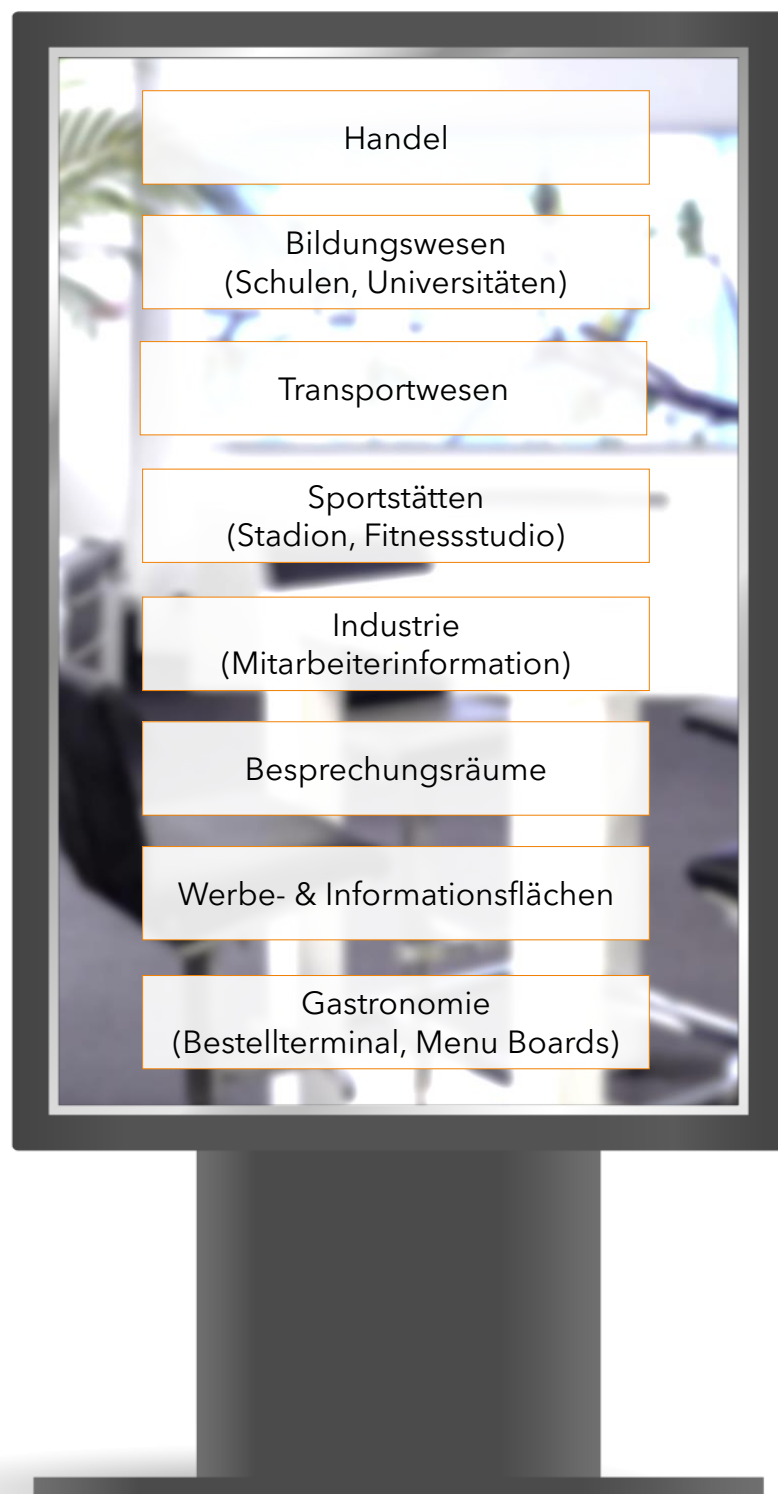 Handel
Bildungswesen
(Schulen, Universitäten)
Transportwesen
Sportstätten
(Stadion, Fitnessstudio)
Industrie
(Mitarbeiterinformation)
Besprechungsräume
Werbe- & Informationsflächen
Gastronomie
(Bestellterminal, Menu Boards)